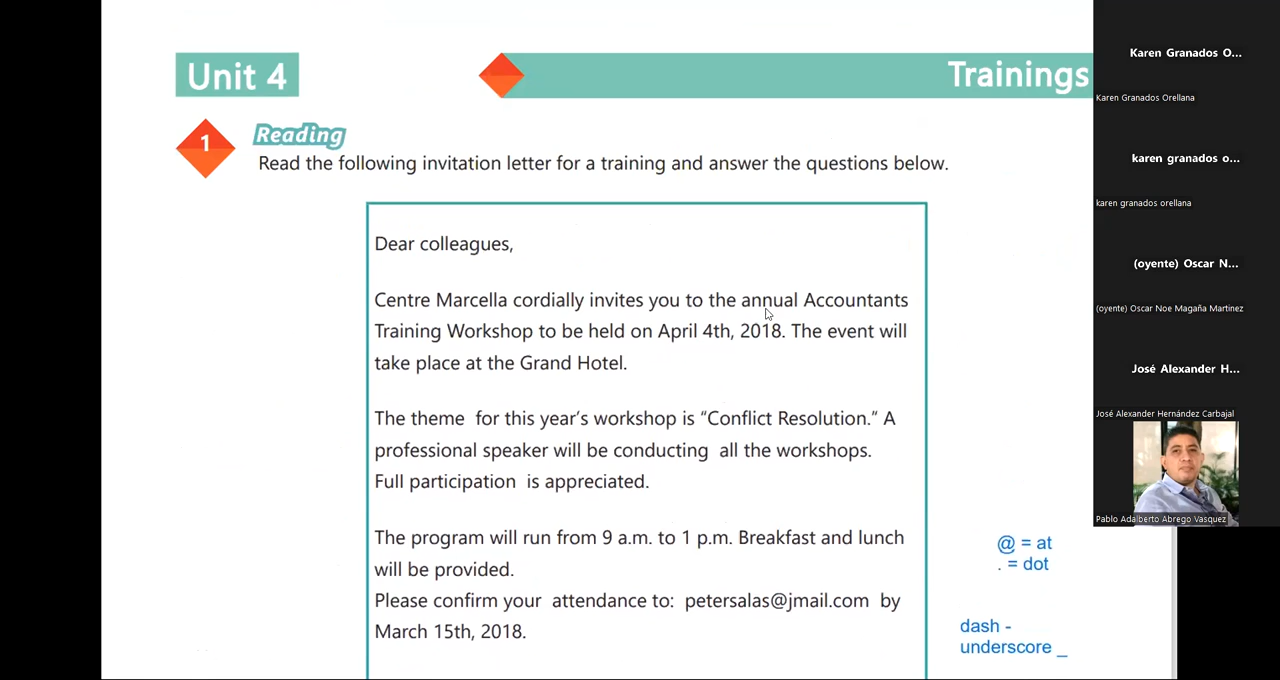 Unit 4
Trainings
1
Reading
Read the following invitation letter for a training and answer the questions below.
Dear colleagues,
Centre Marcella cordially invites you to the annual Accountants
Training Workshop to be held on April 4th, 2018. The event will
take place at the Grand Hotel.
The theme for this year's workshop is “Conflict Resolution.” A
professional speaker will be conducting all the workshops.
Full participation is appreciated.
The program will run from 9 a.m. to 1 p.m. Breakfast and lunch
will be provided.
Please confirm your attendance to: petersalas@jmail.com by
March 15th, 2018.
@ = at
. = dot
dash -
underscore _
Karen Granados O...
Karen Granados Orellana
karen granados o...
karen granados orellana
(oyente) Oscar N...
(oyente) Oscar Noe Magaña Martinez
José Alexander H...
José Alexander Hernández Carbajal
Pablo Adalberto Abrego Vasquez